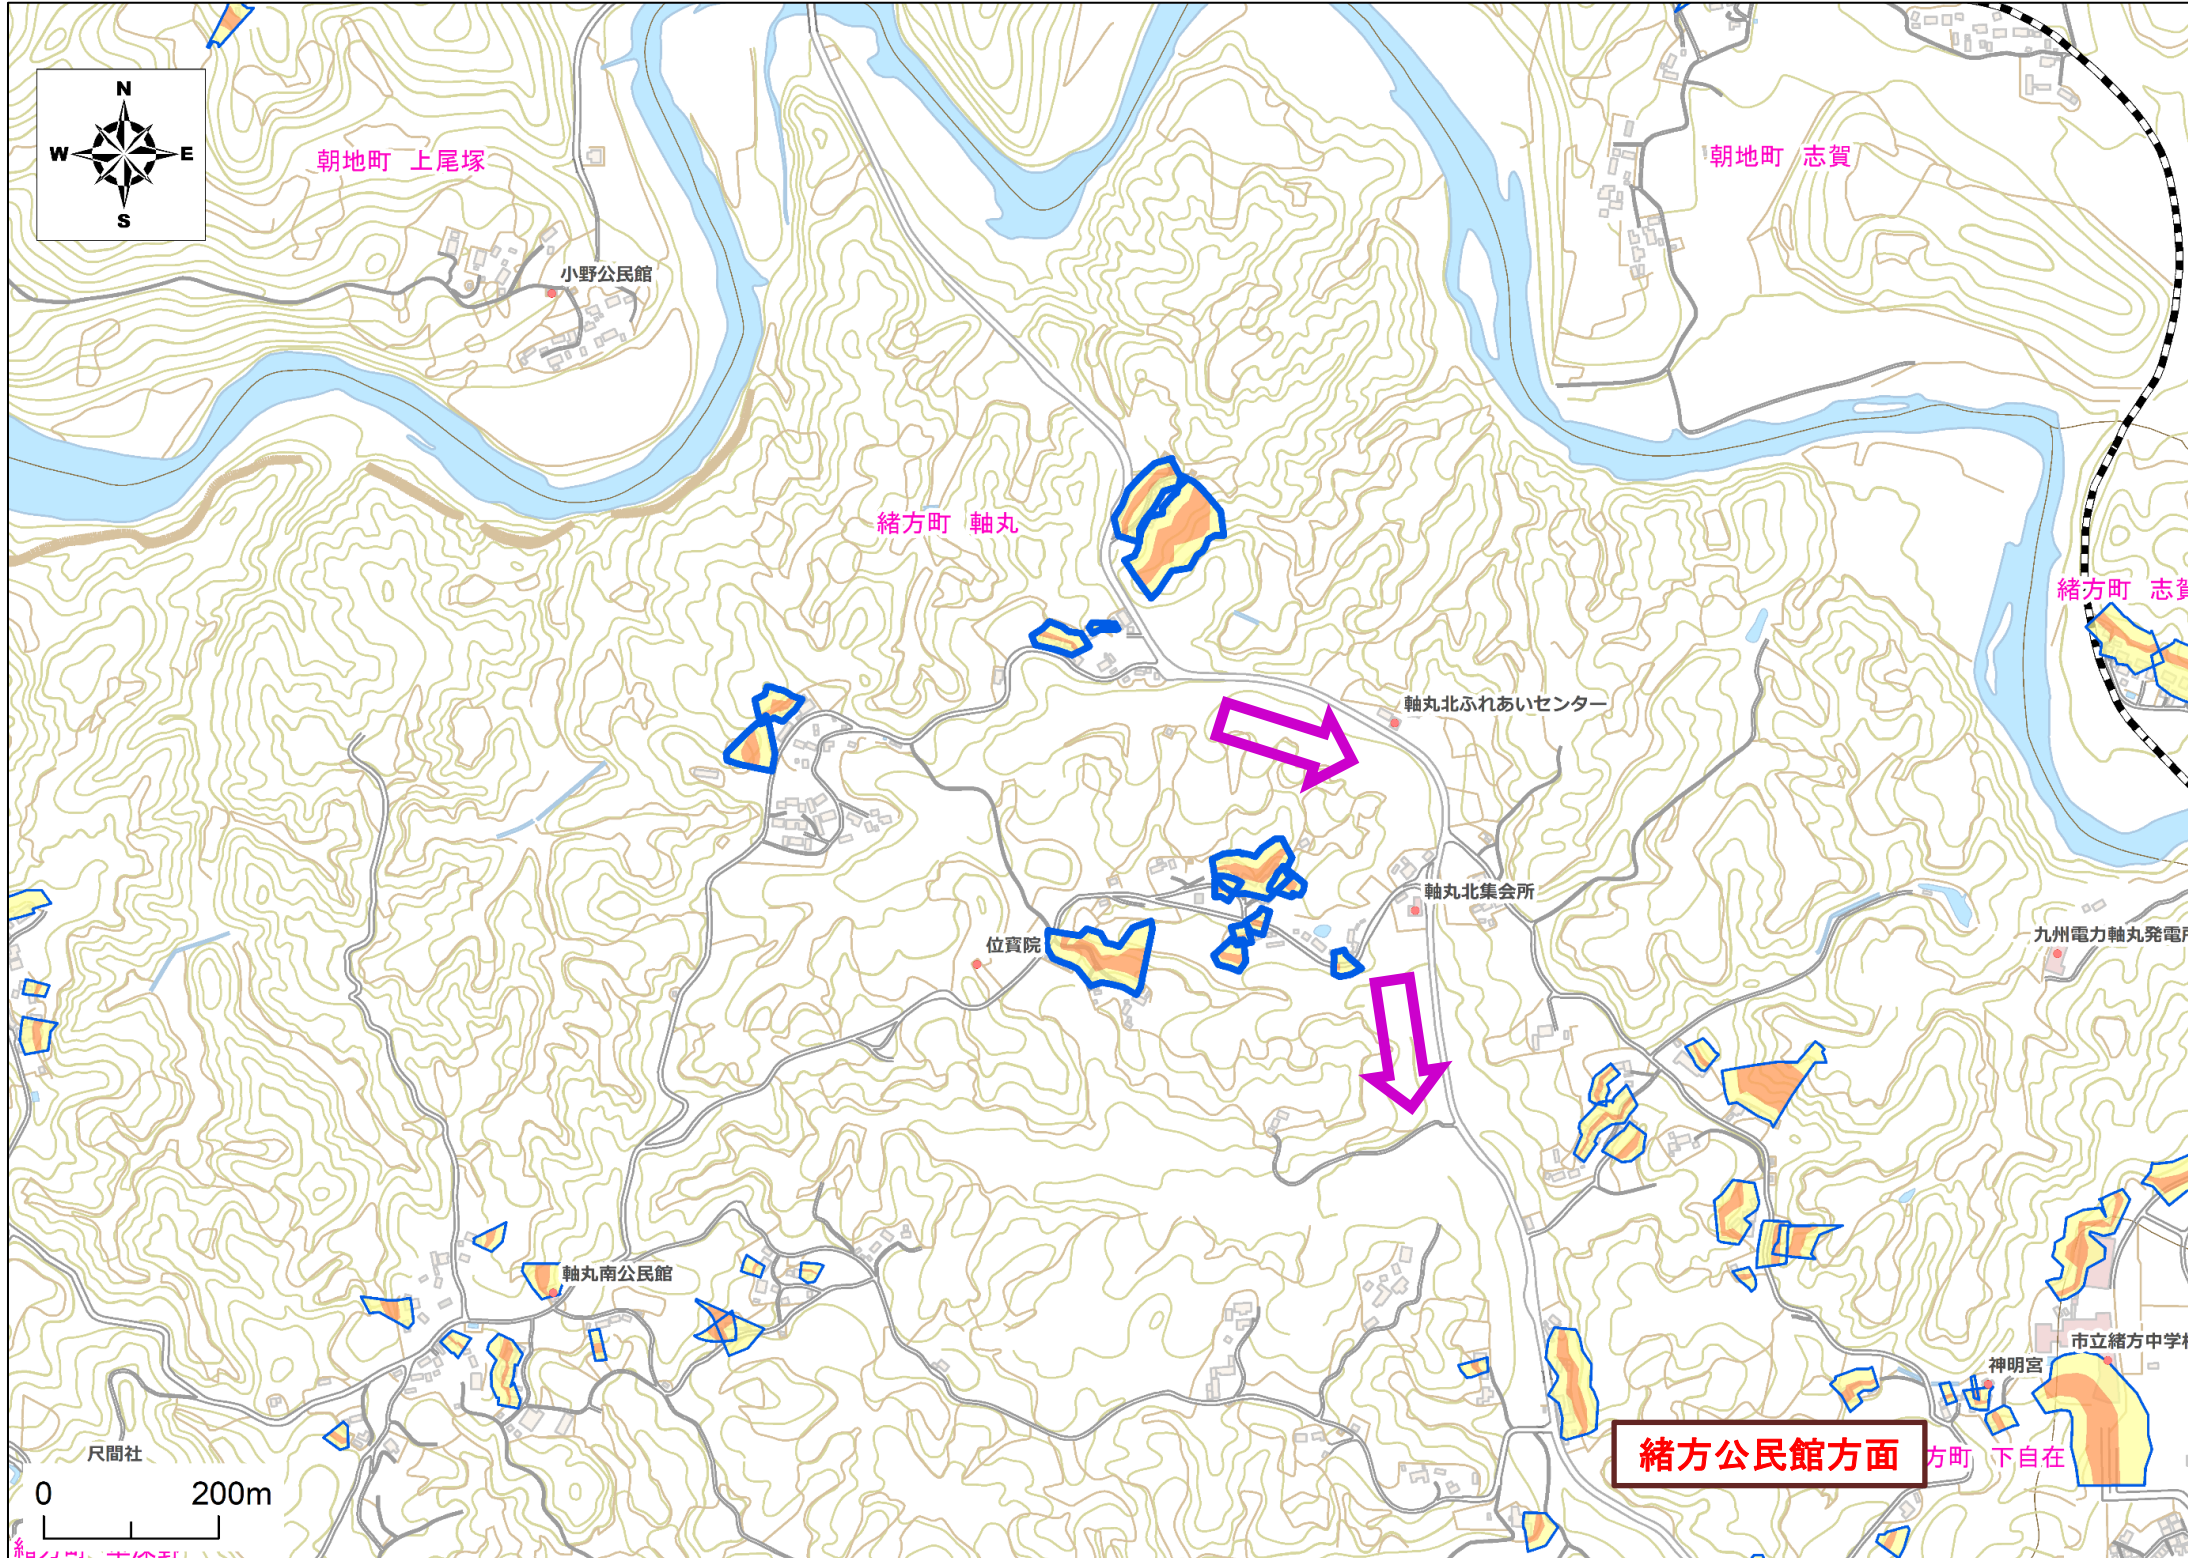 N
W E
S
朝地町 上尾塚
朝地町 志賀
小野公民館
緒方町 軸丸
緒方町 志賀
軸丸北ふれあいセンター
軸丸北集会所
位寳院
九州電力軸丸発電所
軸丸南公民館
市立緒方中学校
神明宮
緒方公民館方面
方町 下自在
尺間社
0 200m